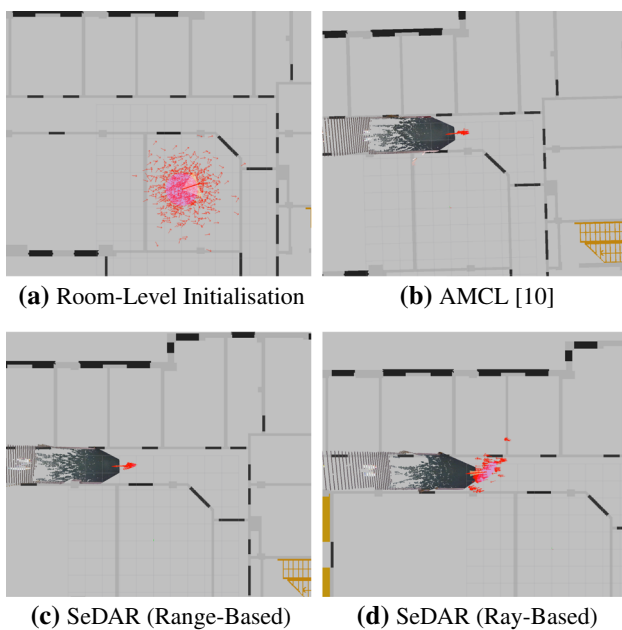 (a) Room-Level Initialisation
(b) AMCL [10]
(c) SeDAR (Range-Based)
(d) SeDAR (Ray-Based)